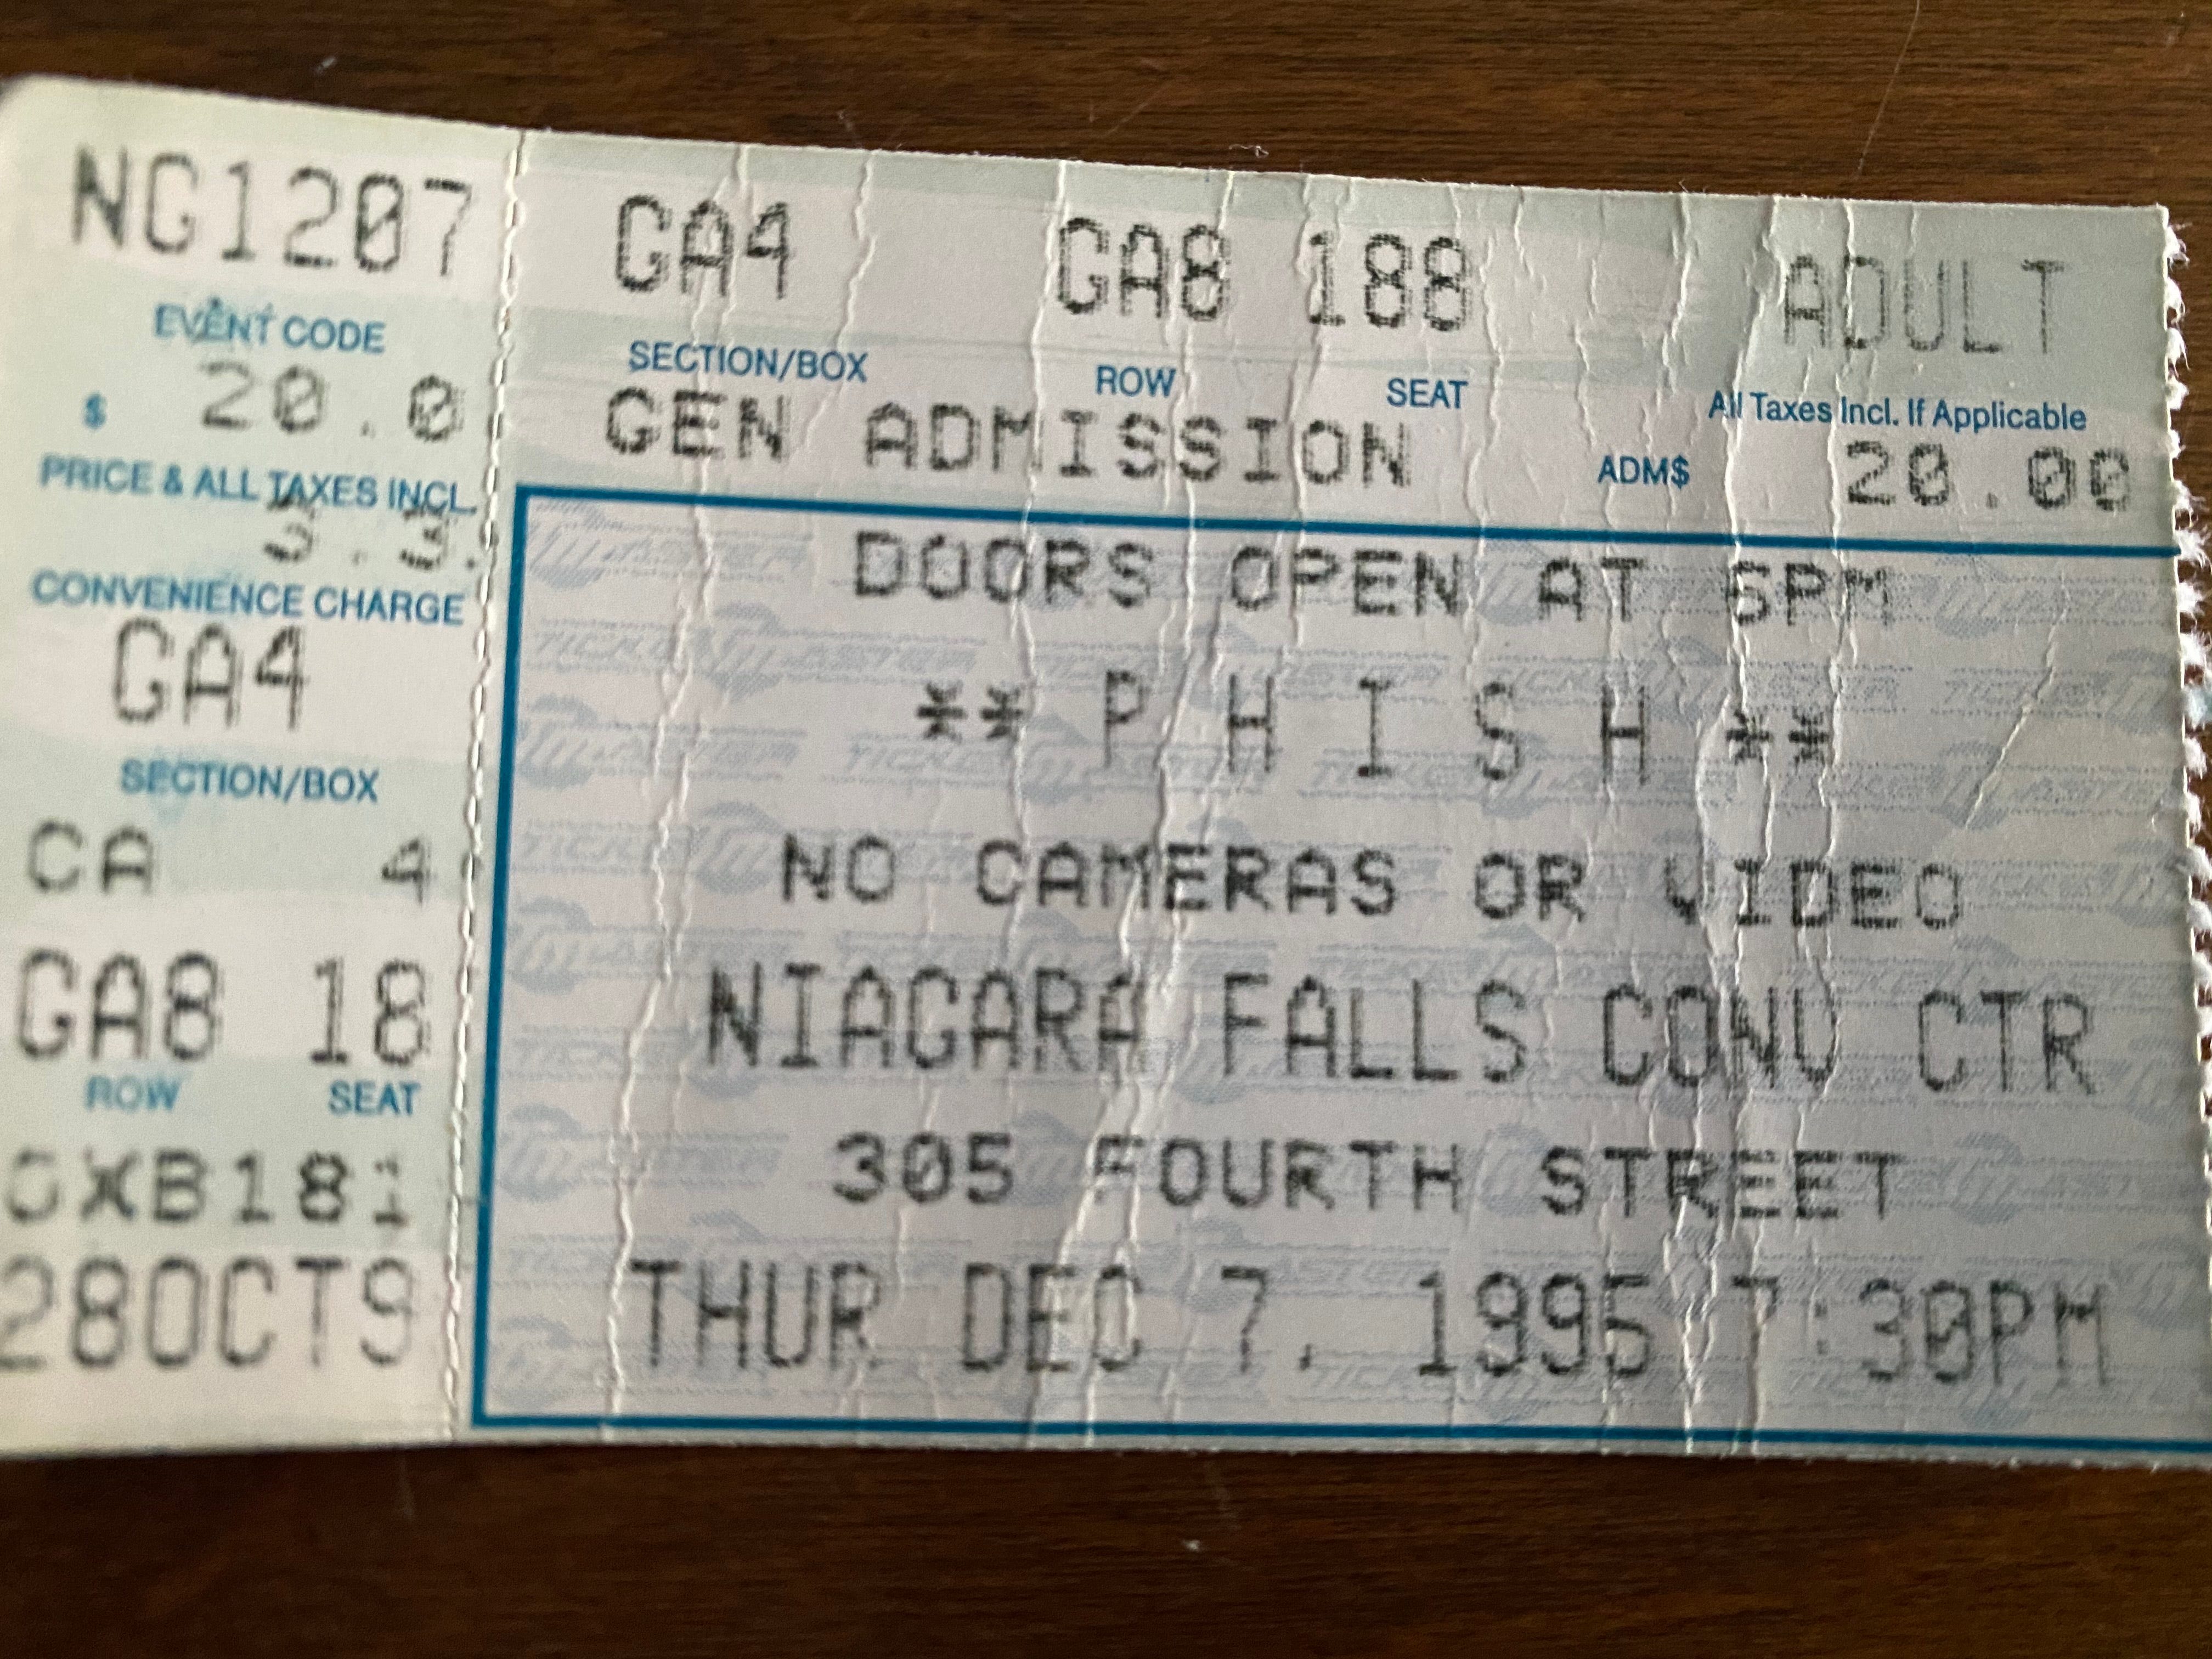 NG1207
EVENT CODE
$ 20.0
PRICE & ALL TAXES INCL.
3.3.
CONVENIENCE CHARGE
GA4
SECTION/BOX
CA 4
GA8 18
ROW SEAT
CXB181
28OCT9
GA4 GA8 188 ADULT
SECTION/BOX ROW SEAT All Taxes Incl. If Applicable
GEN ADMISSION ADM$ 20.00
DOORS OPEN AT
** P H I S H **
NO CAMERAS OR VIDEO
NIAGARA FALLS CONV CTR
305 FOURTH STREET
THUR DEC 7, 1995 7:30PM